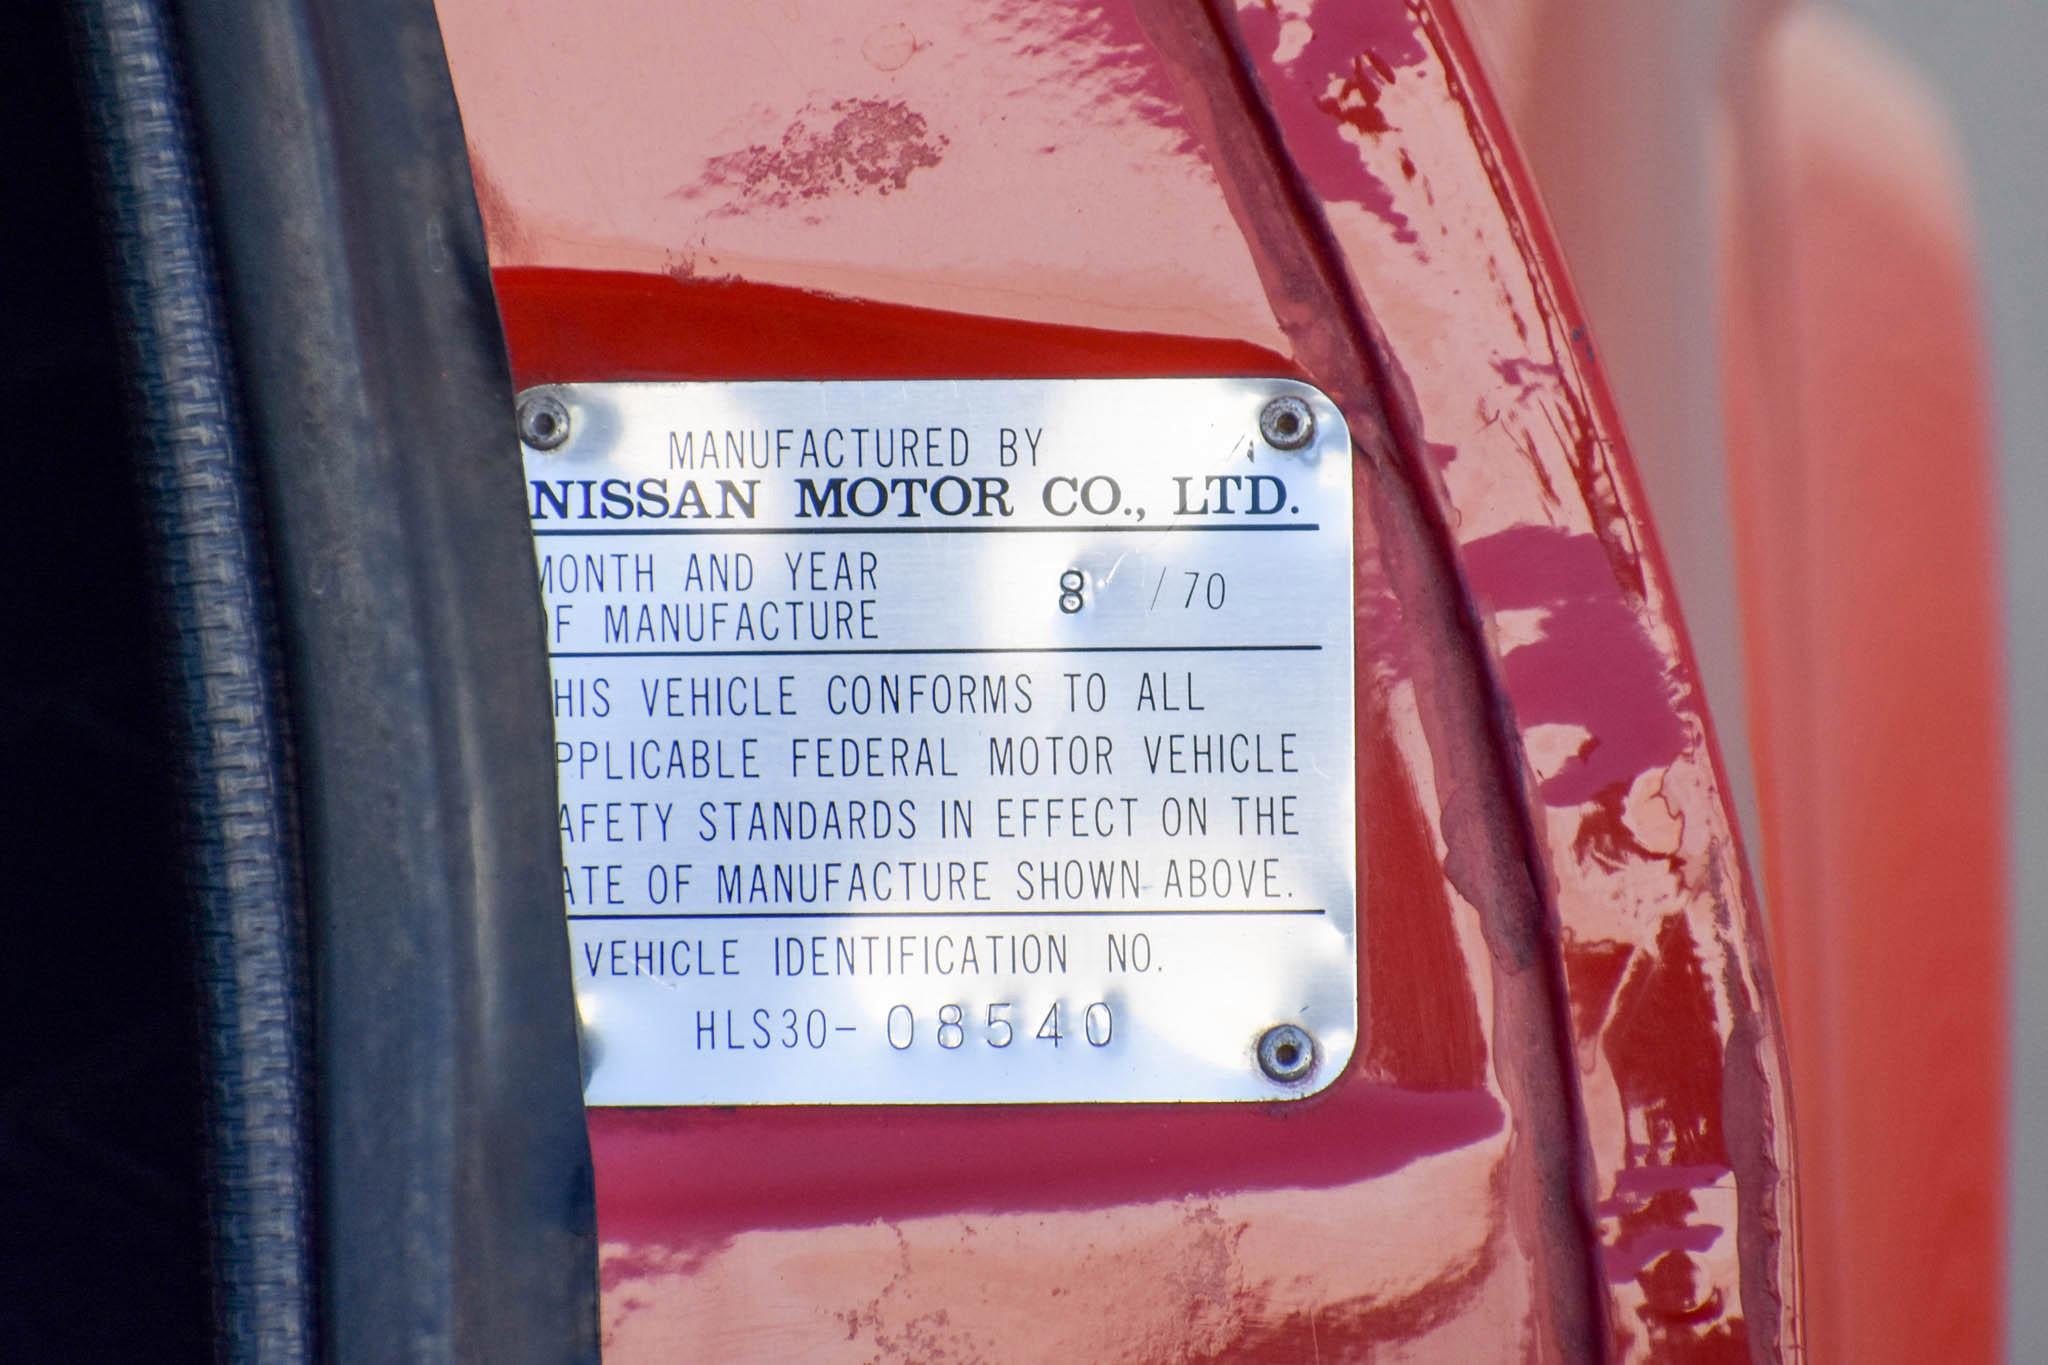 MANUFACTURED BY
NISSAN MOTOR CO., LTD.
MONTH AND YEAR 8 / 70
OF MANUFACTURE
HIS VEHICLE CONFORMS TO ALL
PPLICABLE FEDERAL MOTOR VEHICLE
AFETY STANDARDS IN EFFECT ON THE
ATE OF MANUFACTURE SHOWN ABOVE.
VEHICLE IDENTIFICATION NO.
HLS30-08540